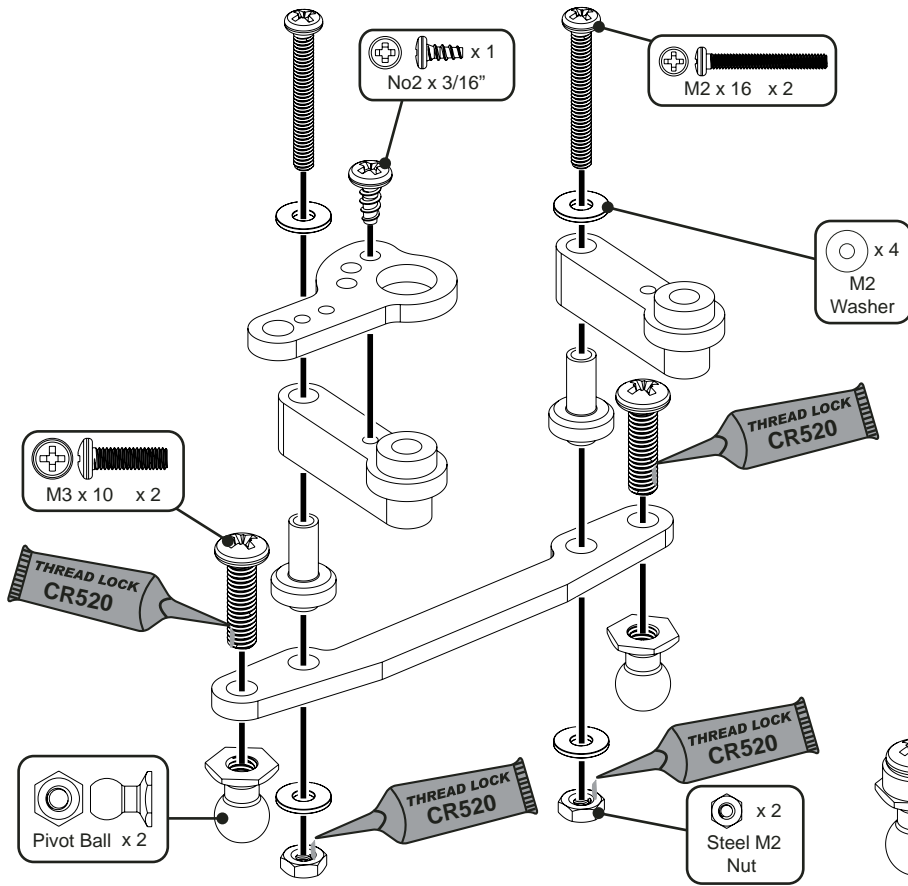 x 1
No2 x 3/16”
M2 x 16 x 2
x 4
M2
Washer
THREAD LOCK
CR520
M3 x 10 x 2
THREAD LOCK
CR520
THREAD LOCK
CR520
THREAD LOCK
CR520
Pivot Ball x 2
x 2
Steel M2
Nut